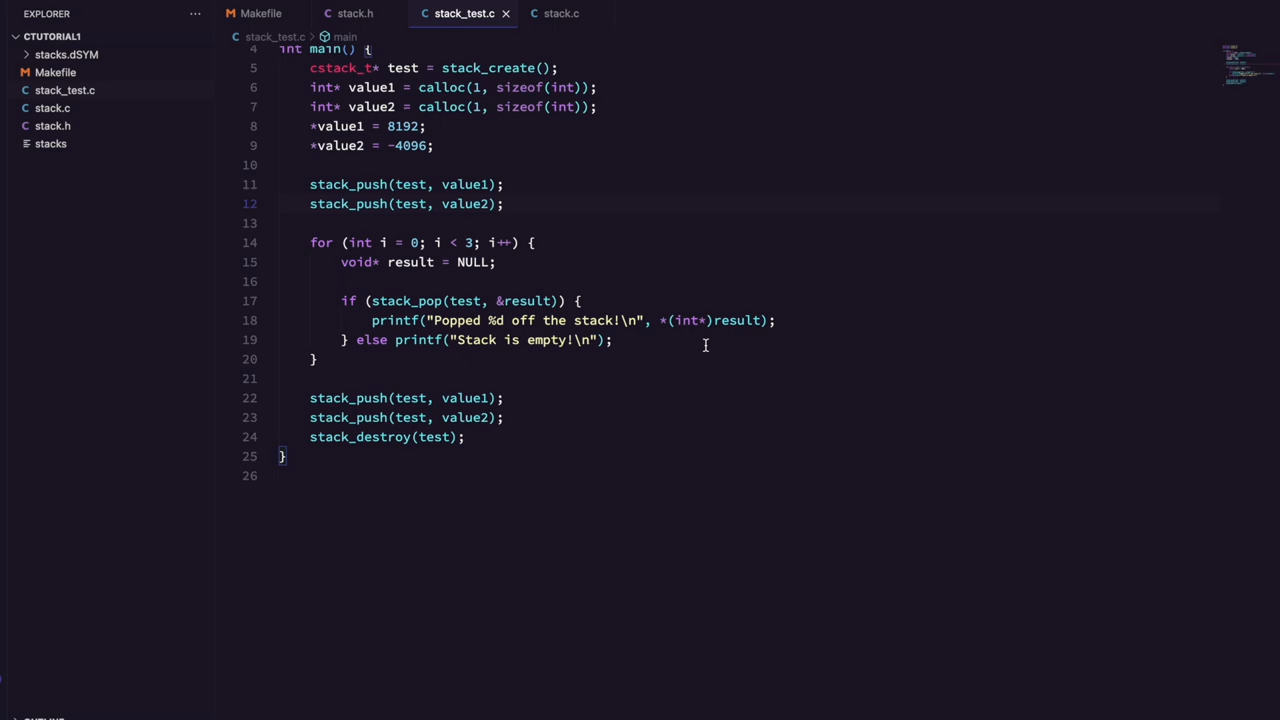 EXPLORER ···
CTUTORIAL1
stacks.dSYM
Makefile
stack_test.c
stack.c
stack.h
stacks
Makefile stack.h stack_test.c stack.c
stack_test.c > main
4 int main() {
5 cstack_t* test = stack_create();
6 int* value1 = calloc(1, sizeof(int));
7 int* value2 = calloc(1, sizeof(int));
8 *value1 = 8192;
9 *value2 = -4096;
10
11 stack_push(test, value1);
12 stack_push(test, value2);
13
14 for (int i = 0; i < 3; i++) {
15 void* result = NULL;
16
17 if (stack_pop(test, &result)) {
18 printf("Popped %d off the stack!\n", *(int*)result);
19 } else printf("Stack is empty!\n");
20 }
21
22 stack_push(test, value1);
23 stack_push(test, value2);
24 stack_destroy(test);
25 }
26